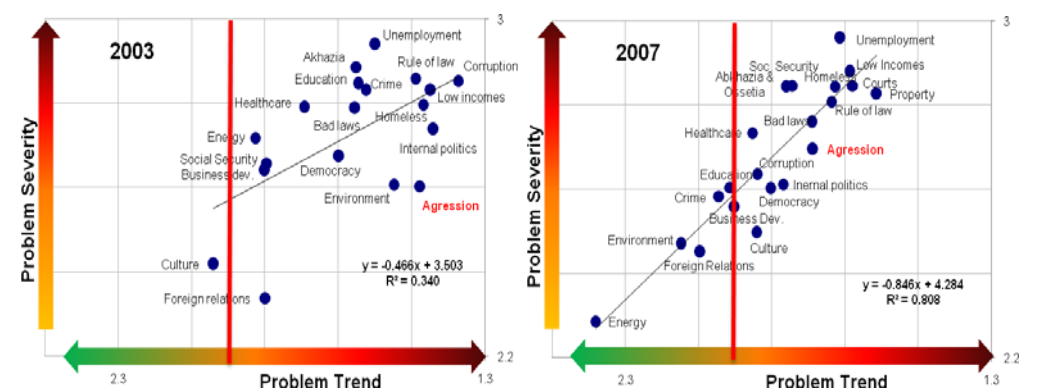 3
2003
Unemployment
Akhazia
Rule of law
Corruption
Education
Crime
Low incomes
Healthcare
Bad laws
Homeless
Energy
Internal politics
Social Security
Business dev.
Democracy
Environment
Agression
Culture
y = -0.466x + 3.503
R² = 0.340
Foreign relations
Problem Severity
2.2
2.3
Problem Trend
1.3
3
2007
Unemployment
Soc. Security
Low Incomes
Abkhazia &
Ossetia
Homeless
Courts
Property
Rule of law
Bad laws
Healthcare
Agression
Corruption
Education
Inernal politics
Crime
Democracy
Business Dev.
Environment
Culture
Foreign Relations
y = -0.846x + 4.284
R² = 0.808
Energy
Problem Severity
2.2
2.3
Problem Trend
1.3